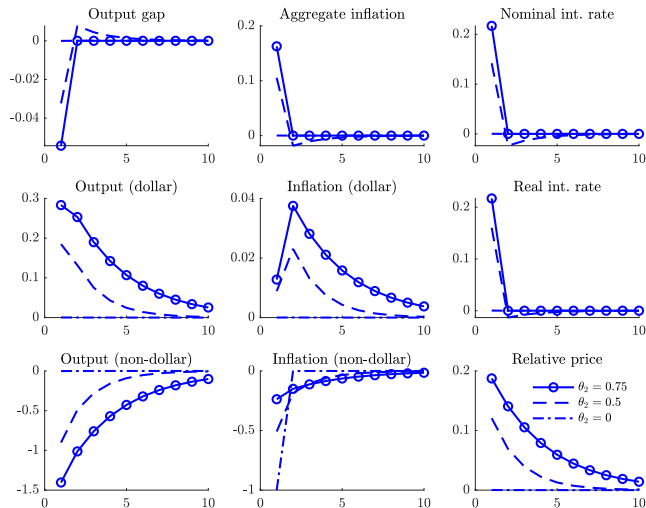 Output gap
0
-0.02
-0.04
0 5 10
Aggregate inflation
0.2
0.1
0
0 5 10
Nominal int. rate
0.2
0.1
0
0 5 10
Output (dollar)
0.3
0.2
0.1
0
0 5 10
Inflation (dollar)
0.04
0.02
0
0 5 10
Real int. rate
0.2
0.1
0
0 5 10
Output (non-dollar)
0
-0.5
-1
-1.5
0 5 10
Inflation (non-dollar)
0
-0.5
-1
0 5 10
Relative price
0.2
0.1
0
0 5 10
θ₂ = 0.75
θ₂ = 0.5
θ₂ = 0